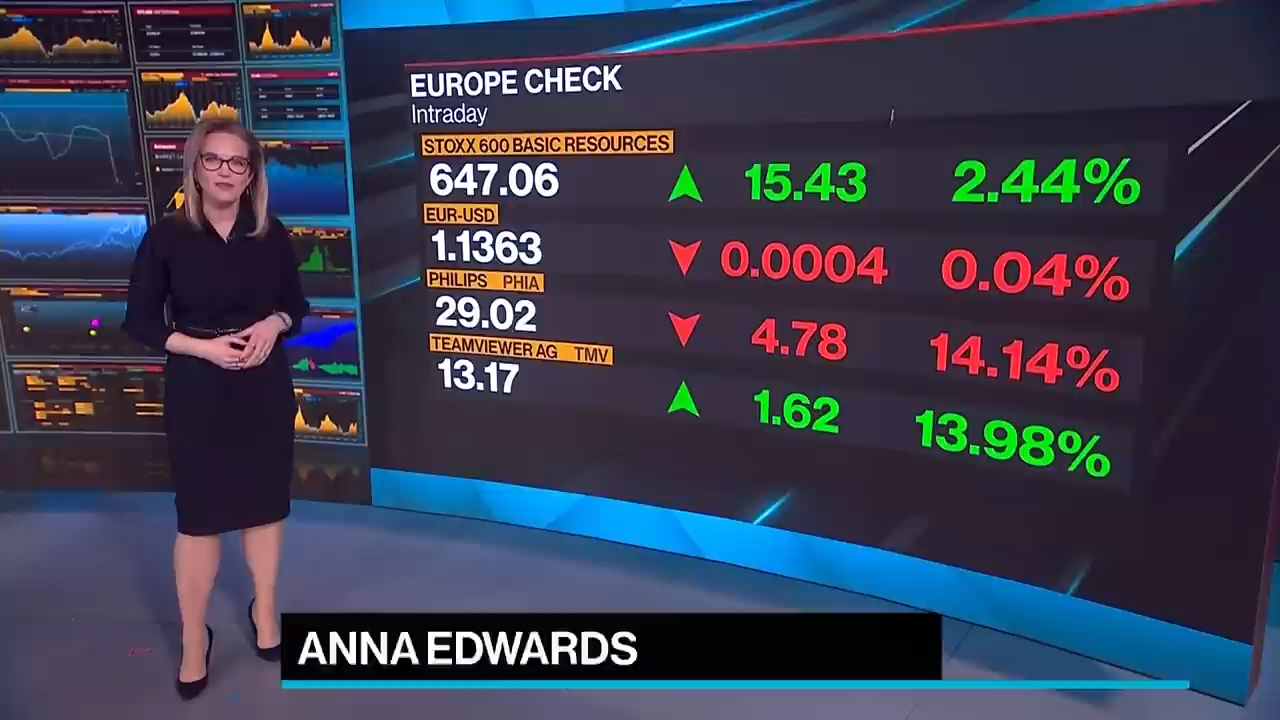 EUROPE CHECK
Intraday
STOXX 600 BASIC RESOURCES
647.06 15.43 2.44%
EUR-USD
1.1363 0.0004 0.04%
PHILIPS PHIA
29.02 4.78 14.14%
TEAMVIEWER AG TMV
13.17 1.62 13.98%
ANNA EDWARDS